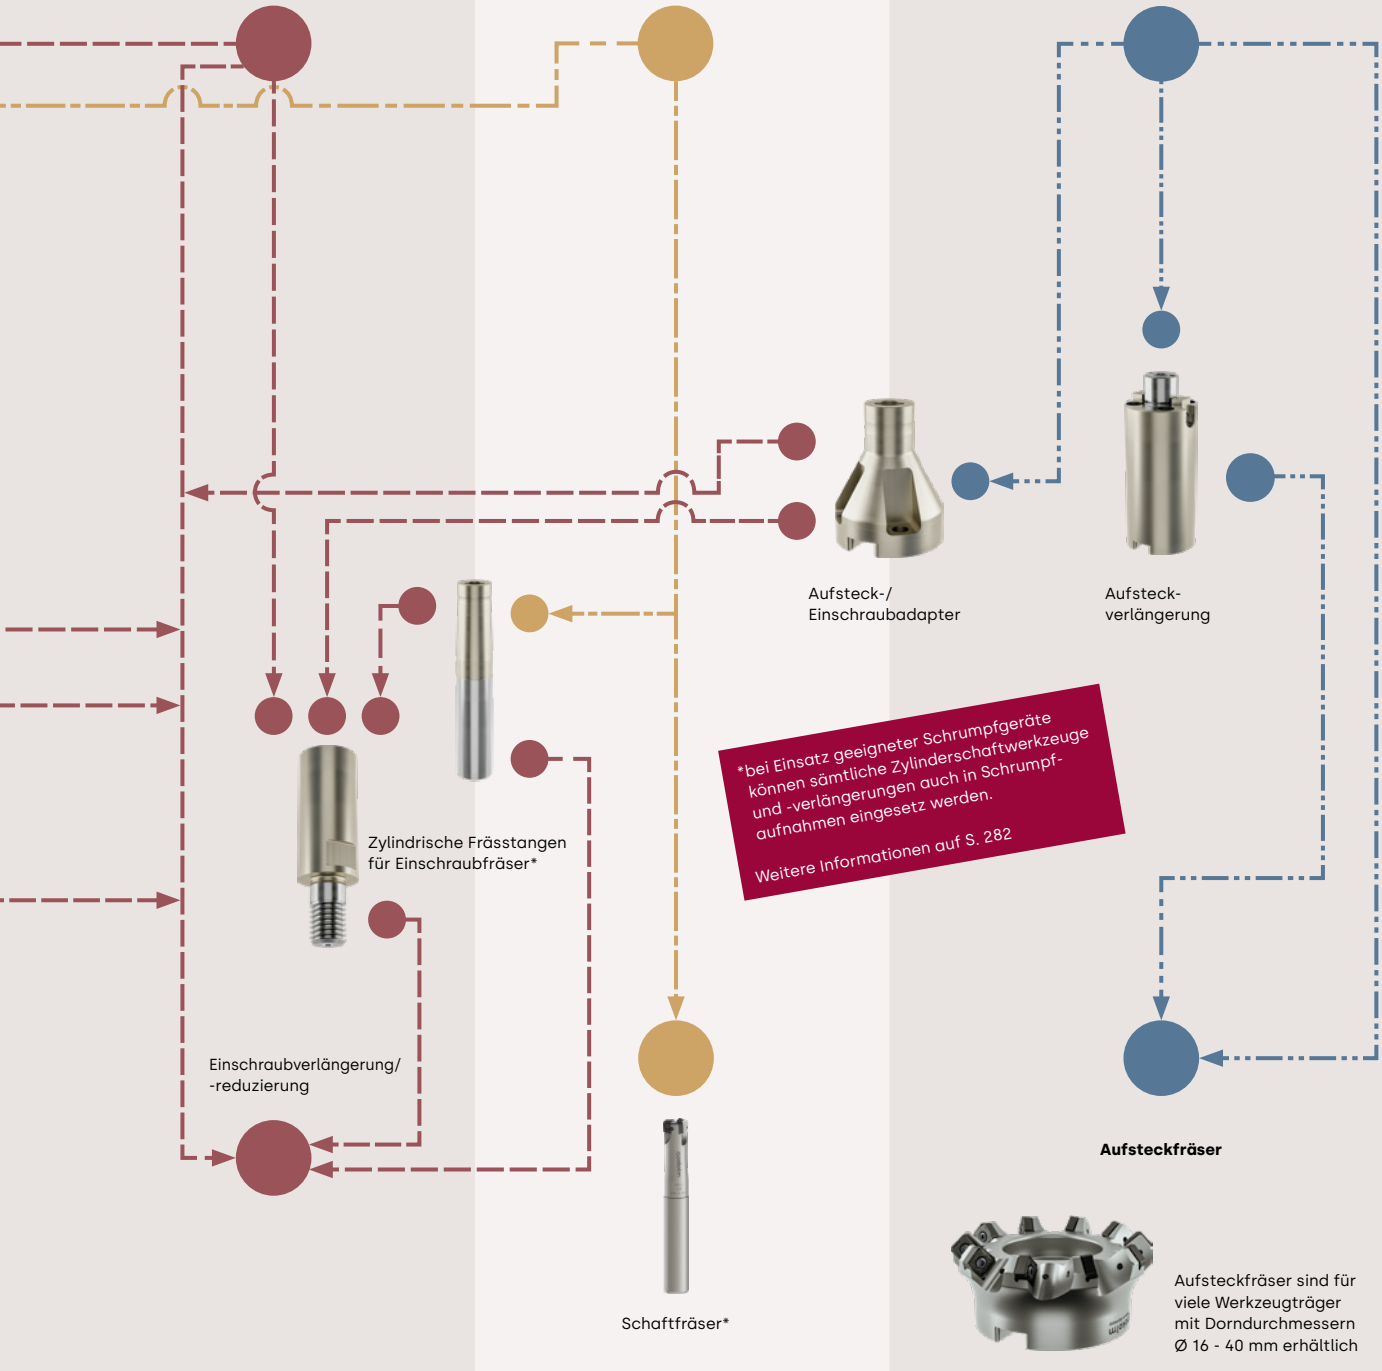 Aufsteck-/
Einschraubadapter
Aufsteck-
verlängerung
*bei Einsatz geeigneter Schrumpfgeräte
können sämtliche Zylinderschaftwerkzeuge
und -verlängerungen auch in Schrumpf-
aufnahmen eingesetz werden.
Weitere Informationen auf S. 282
Zylindrische Frässtangen
für Einschraubfräser*
Einschraubverlängerung/
-reduzierung
Aufsteckfräser
Aufsteckfräser sind für
viele Werkzeugträger
mit Dorndurchmessern
Ø 16 - 40 mm erhältlich
Schaftfräser*